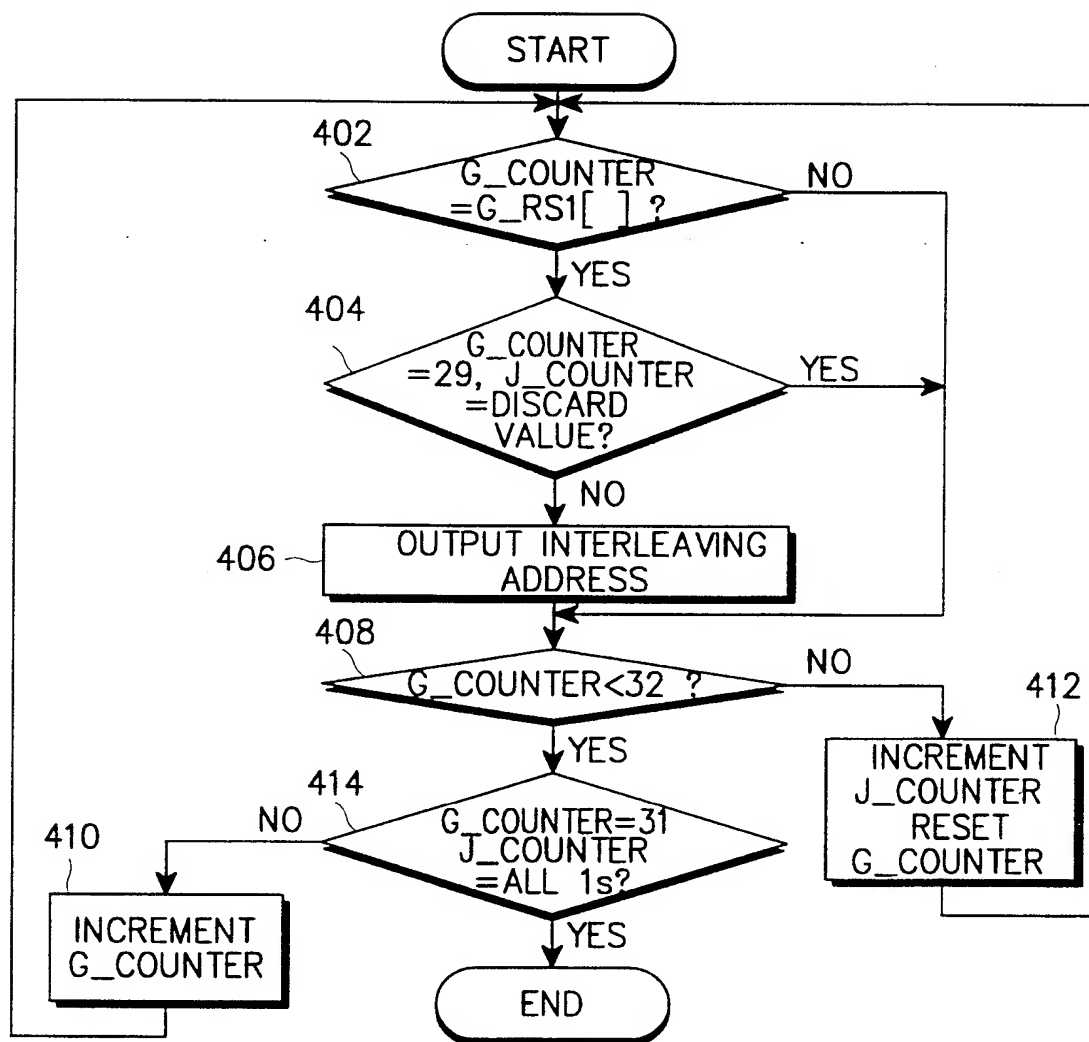 START
402
G_COUNTER
=G_RS1[ ] ?
NO
YES
404
G_COUNTER
=29, J_COUNTER
=DISCARD
VALUE?
YES
NO
406
OUTPUT INTERLEAVING
ADDRESS
408
G_COUNTER<32 ?
NO
412
INCREMENT
J_COUNTER
RESET
G_COUNTER
YES
414
G_COUNTER=31
J_COUNTER
=ALL 1s?
NO
410
INCREMENT
G_COUNTER
YES
END